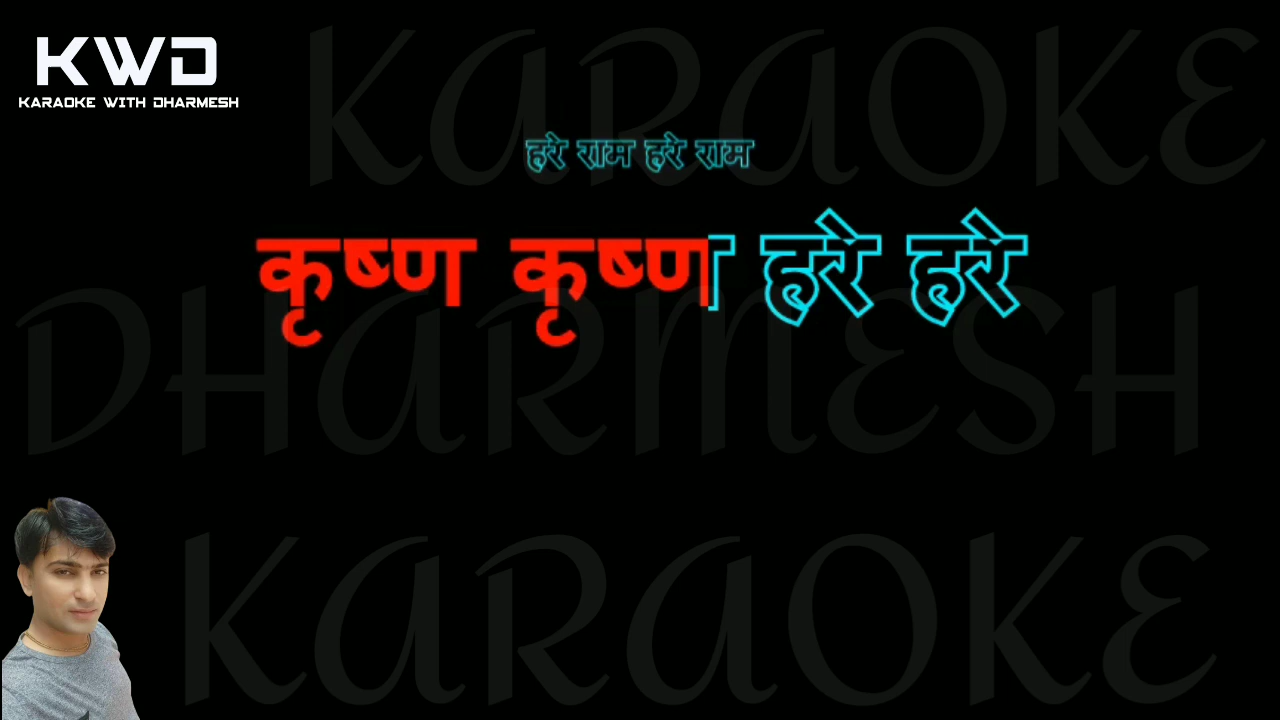 KWD
KARAOKE WITH DHARMESH
KARAOKE
हरे राम हरे राम
कृष्ण कृष्ण हरे हरे
DHARMESH
KARAOKE